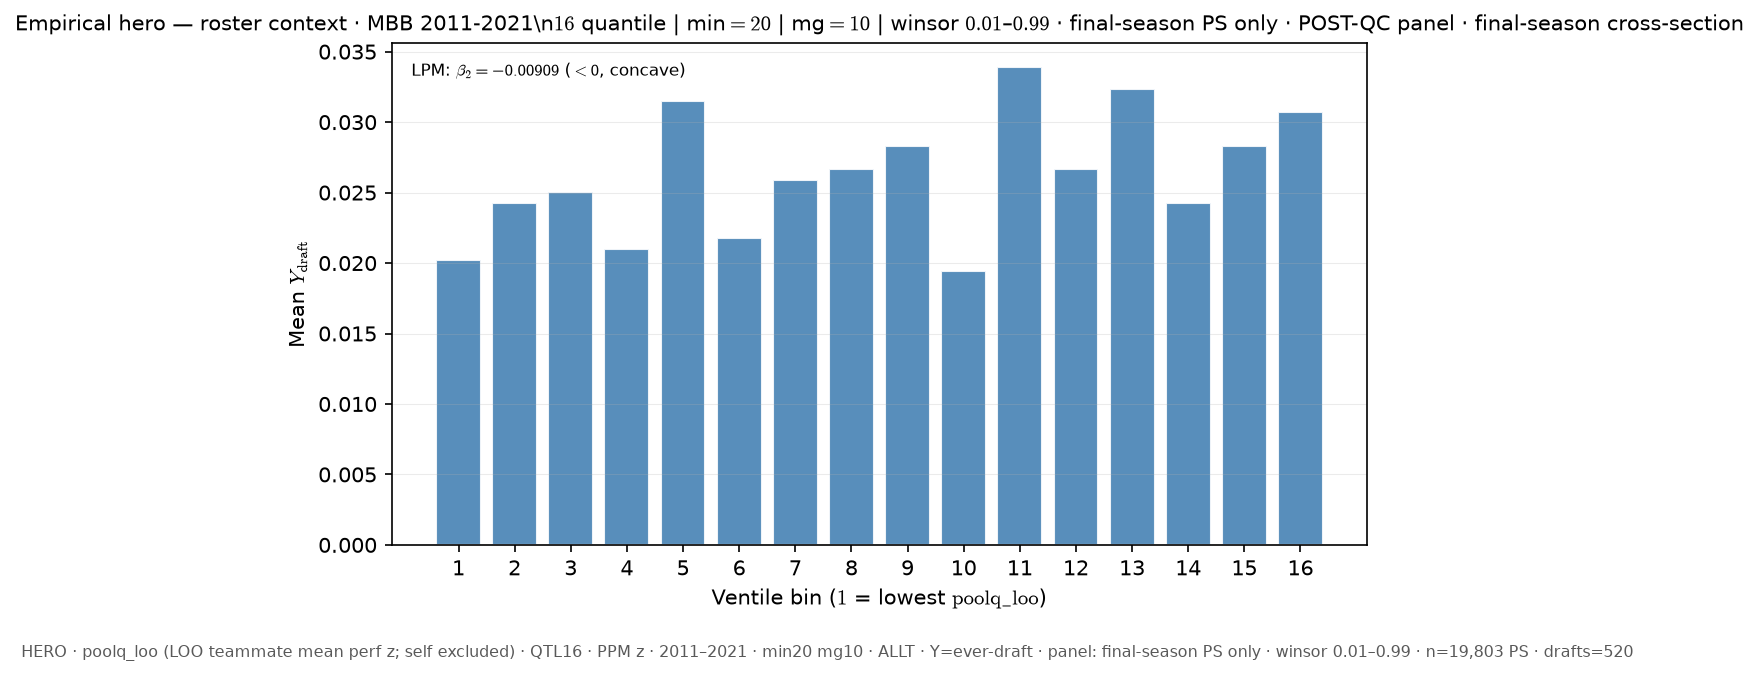 Empirical hero — roster context · MBB 2011-2021\n16 quantile | min = 20 | mg = 10 | winsor 0.01–0.99 · final-season PS only · POST-QC panel · final-season cross-section
LPM: β₂ = −0.00909 ( < 0, concave)
0.035
0.030
0.025
0.020
0.015
0.010
0.005
0.000
Mean Y_draft
1 2 3 4 5 6 7 8 9 10 11 12 13 14 15 16
Ventile bin (1 = lowest poolq_loo)
HERO · poolq_loo (LOO teammate mean perf z; self excluded) · QTL16 · PPM z · 2011–2021 · min20 mg10 · ALLT · Y=ever-draft · panel: final-season PS only · winsor 0.01–0.99 · n=19,803 PS · drafts=520